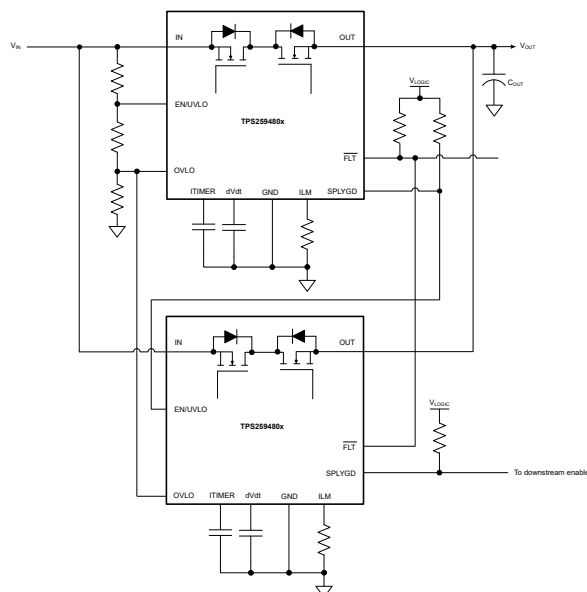 VIN
IN
OUT
VOUT
COUT
VLOGIC
EN/UVLO
TPS259480x
FLT
OVLO
SPLYGD
ITIMER
dVdt
GND
ILM
IN
OUT
EN/UVLO
VLOGIC
TPS259480x
FLT
SPLYGD
To downstream enable
OVLO
ITIMER
dVdt
GND
ILM